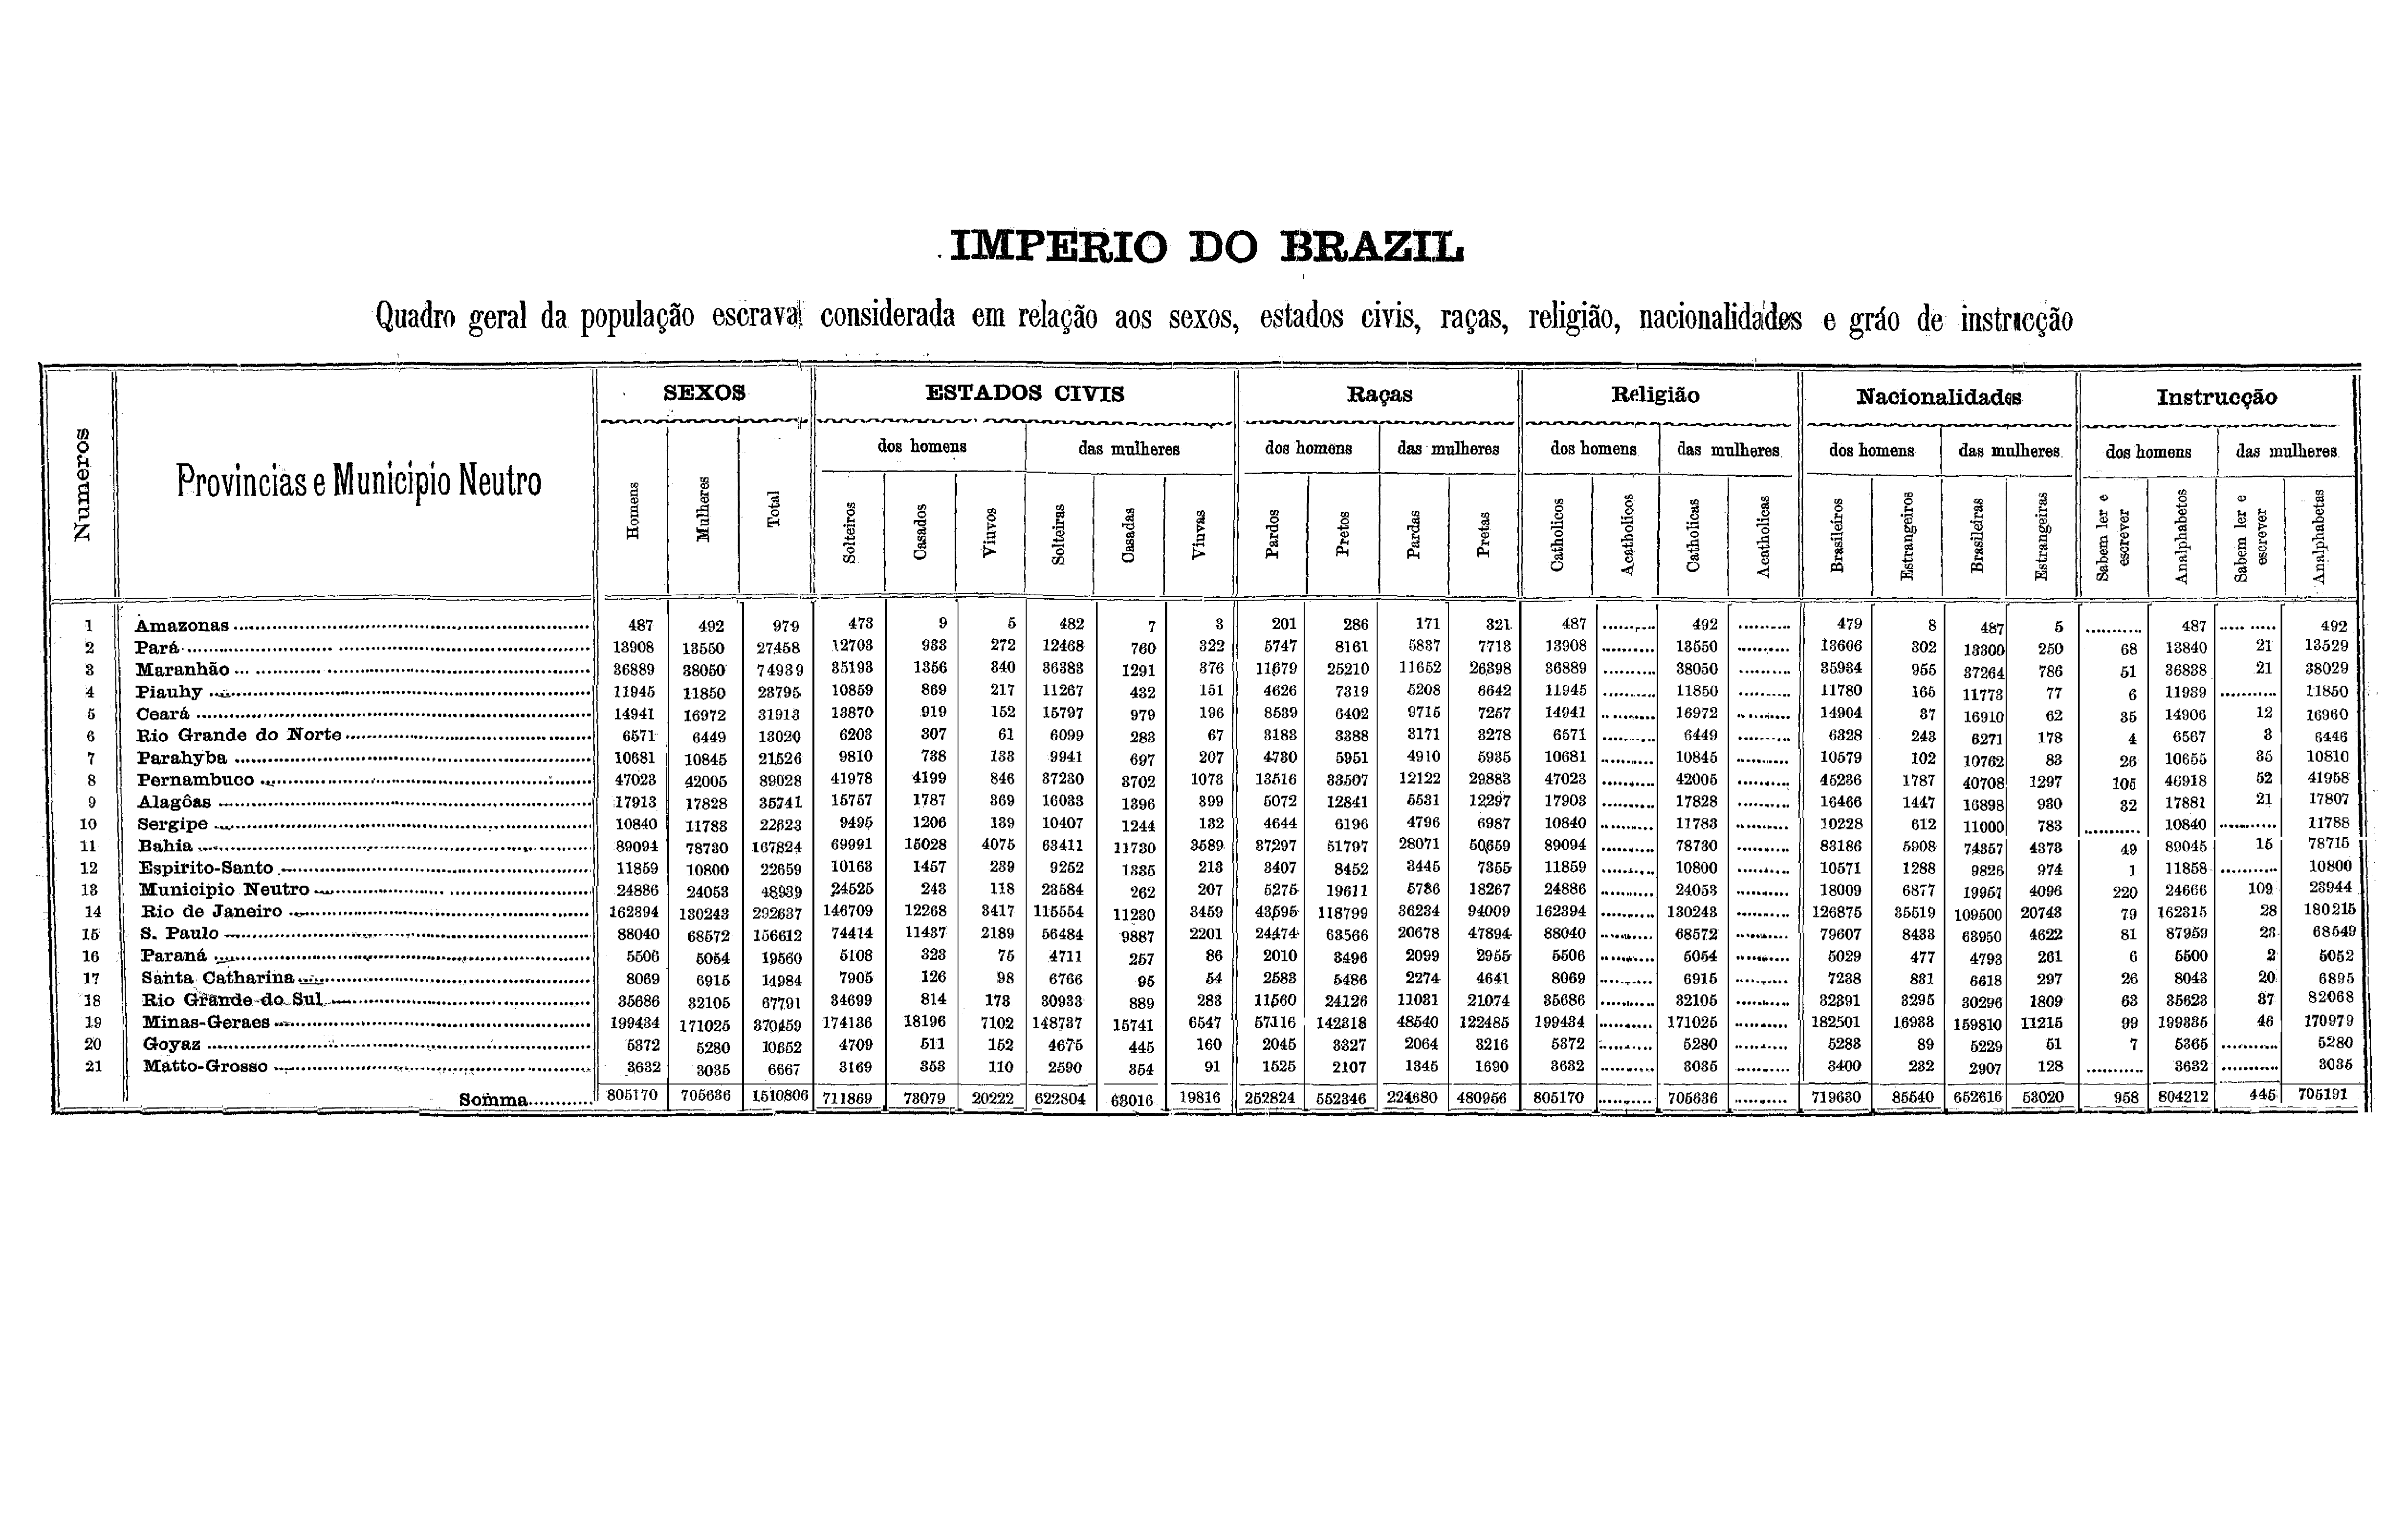 IMPERIO DO BRAZIL
Quadro geral da população escrava considerada em relação aos sexos, estados civis, raças, religião, nacionalidades e gráo de instrucção
Numeros
Provincias e Municipio Neutro
SEXOS
ESTADOS CIVIS
Raças
Religião
Nacionalidades
Instrucção
dos homens das mulheres dos homens das mulheres dos homens das mulheres dos homens das mulheres dos homens das mulheres
Homens Mulheres Total Solteiros Casados Viuvos Solteiras Casadas Viuvas Pardos Pretos Pardas Pretas Catholicos Acatholicos Catholicas Acatholicas Brasileiros Estrangeiros Brasileiras Estrangeiras Sabem ler e escrever Analphabetos Sabem ler e escrever Analphabetas
1 Amazonas 487 492 979 473 9 5 482 7 3 201 286 171 321 487 .......... 492 .......... 479 8 487 5 .......... 487 .......... 492
2 Pará 13908 13550 27458 12703 933 272 12468 760 322 5747 8161 5837 7713 13908 .......... 13550 .......... 13606 302 13300 250 68 13840 21 13529
3 Maranhão 36889 38050 74939 35193 1356 340 36383 1291 376 11679 25210 11652 26398 36889 .......... 38050 .......... 35934 955 37264 786 51 36838 21 38029
4 Piauhy 11945 11850 23795 10859 869 217 11267 432 151 4626 7319 5208 6642 11945 .......... 11850 .......... 11780 165 11773 77 6 11939 .......... 11850
5 Ceará 14941 16972 31913 13870 919 152 15797 979 196 8539 6402 9715 7257 14941 .......... 16972 .......... 14904 37 16910 62 35 14906 12 16960
6 Rio Grande do Norte 6571 6449 13020 6203 307 61 6099 283 67 3183 3388 3171 3278 6571 .......... 6449 .......... 6328 243 6271 178 4 6567 3 6446
7 Parahyba 10681 10845 21526 9810 738 133 9941 697 207 4730 5951 4910 5935 10681 .......... 10845 .......... 10579 102 10762 83 26 10655 35 10810
8 Pernambuco 47023 42005 89028 41978 4199 846 37230 3702 1073 13516 33507 12122 29883 47023 .......... 42005 .......... 45236 1787 40708 1297 105 46918 52 41958
9 Alagôas 17913 17828 35741 15757 1787 369 16033 1396 399 5072 12841 5531 12297 17903 .......... 17828 .......... 16466 1447 16898 930 32 17881 21 17807
10 Sergipe 10840 11783 22623 9495 1206 139 10407 1244 132 4644 6196 4796 6987 10840 .......... 11783 .......... 10228 612 11000 783 .......... 10840 .......... 11788
11 Bahia 89094 78730 167824 69991 15028 4075 63411 11730 3589 37297 51797 28071 50659 89094 .......... 78730 .......... 83186 5908 74357 4373 49 89045 15 78715
12 Espirito-Santo 11859 10800 22659 10163 1457 239 9252 1335 213 3407 8452 3445 7355 11859 .......... 10800 .......... 10571 1288 9826 974 1 11858 .......... 10800
13 Municipio Neutro 24886 24053 48939 24525 243 118 23584 262 207 5275 19611 5786 18267 24886 .......... 24053 .......... 18009 6877 19957 4096 220 24666 109 23944
14 Rio de Janeiro 162394 130243 292637 146709 12268 3417 115554 11230 3459 43595 118799 36234 94009 162394 .......... 130243 .......... 126875 35519 109500 20743 79 162315 28 180215
15 S. Paulo 88040 68572 156612 74414 11437 2189 56484 9887 2201 24474 63566 20678 47894 88040 .......... 68572 .......... 79607 8433 63950 4622 81 87959 23 68549
16 Paraná 5506 5054 10560 5108 323 75 4711 257 86 2010 3496 2099 2955 5506 .......... 5054 .......... 5029 477 4793 261 6 5500 2 5052
17 Santa Catharina 8069 6915 14984 7905 126 98 6766 95 54 2583 5486 2274 4641 8069 .......... 6915 .......... 7238 831 6618 297 26 8043 20 6895
18 Rio Grande do Sul 35686 32105 67791 34699 814 173 30933 889 283 11560 24126 11031 21074 35686 .......... 32105 .......... 32391 3295 30296 1809 63 35623 37 32068
19 Minas-Geraes 199434 171025 370459 174136 18196 7102 148737 15741 6547 57116 142318 48540 122485 199434 .......... 171025 .......... 182501 16933 159810 11215 99 199335 46 170979
20 Goyaz 5372 5280 10652 4709 511 152 4675 445 160 2045 3327 2064 3216 5372 .......... 5280 .......... 5283 89 5229 51 7 5365 .......... 5280
21 Matto-Grosso 3632 3035 6667 3169 353 110 2590 354 91 1525 2107 1345 1690 3632 .......... 3035 .......... 3400 232 2907 128 .......... 3632 .......... 3035
Somma 805170 705636 1510806 711869 73079 20222 622804 63016 19816 252824 552346 224680 480956 805170 .......... 705636 .......... 719630 85540 652616 53020 958 804212 445 705191